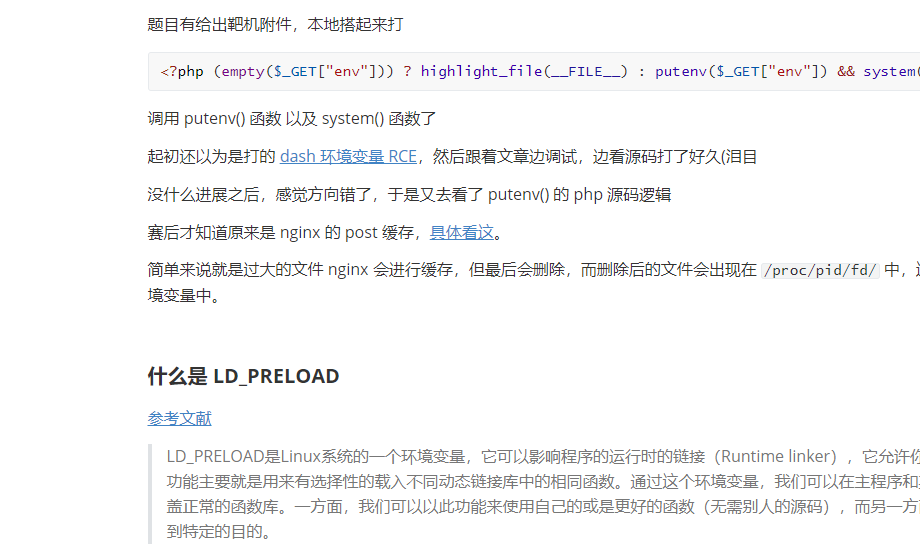 题目有给出靶机附件，本地搭起来打
<?php (empty($_GET["env"])) ? highlight_file(__FILE__) : putenv($_GET["env"]) && system(
调用 putenv() 函数 以及 system() 函数了
起初还以为是打的 dash 环境变量 RCE，然后跟着文章边调试，边看源码打了好久(泪目
没什么进展之后，感觉方向错了，于是又去看了 putenv() 的 php 源码逻辑
赛后才知道原来是 nginx 的 post 缓存，具体看这。
简单来说就是过大的文件 nginx 会进行缓存，但最后会删除，而删除后的文件会出现在 /proc/pid/fd/ 中，
境变量中。
什么是 LD_PRELOAD
参考文献
LD_PRELOAD是Linux系统的一个环境变量，它可以影响程序的运行时的链接（Runtime linker），它允许
功能主要就是用来有选择性的载入不同动态链接库中的相同函数。通过这个环境变量，我们可以在主程序和
盖正常的函数库。一方面，我们可以以此功能来使用自己的或是更好的函数（无需别人的源码），而另一方
到特定的目的。